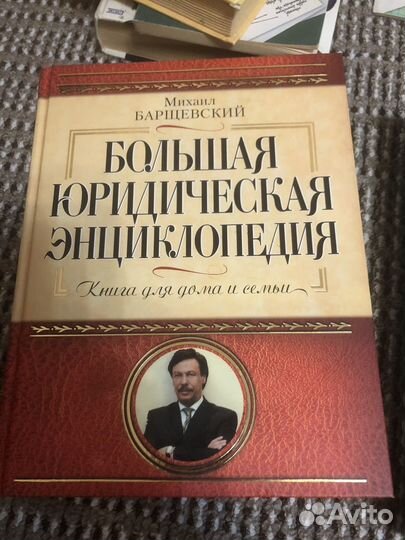 Михаил
БАРЩЕВСКИЙ
БОЛЬШАЯ
ЮРИДИЧЕСКАЯ
ЭНЦИКЛОПЕДИЯ
Книга для дома и семьи
Avito